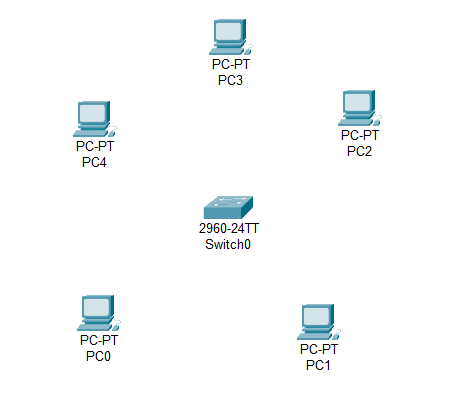 PC-PT
PC3
PC-PT
PC2
PC-PT
PC4
2960-24TT
Switch0
PC-PT
PC0
PC-PT
PC1